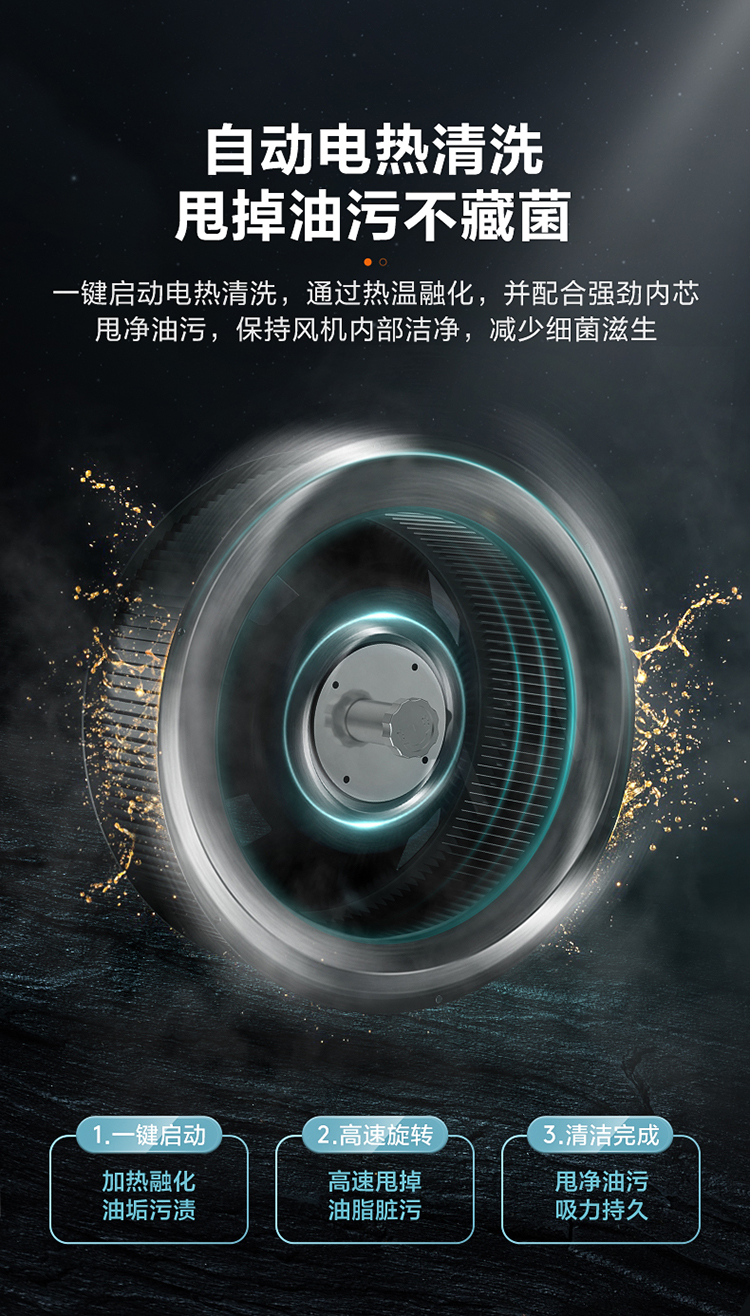 自动电热清洗
甩掉油污不藏菌
一键启动电热清洗，通过热温融化，并配合强劲内芯
甩净油污，保持风机内部洁净，减少细菌滋生
1.一键启动
加热融化
油垢污渍
2.高速旋转
高速甩掉
油脂脏污
3.清洁完成
甩净油污
吸力持久